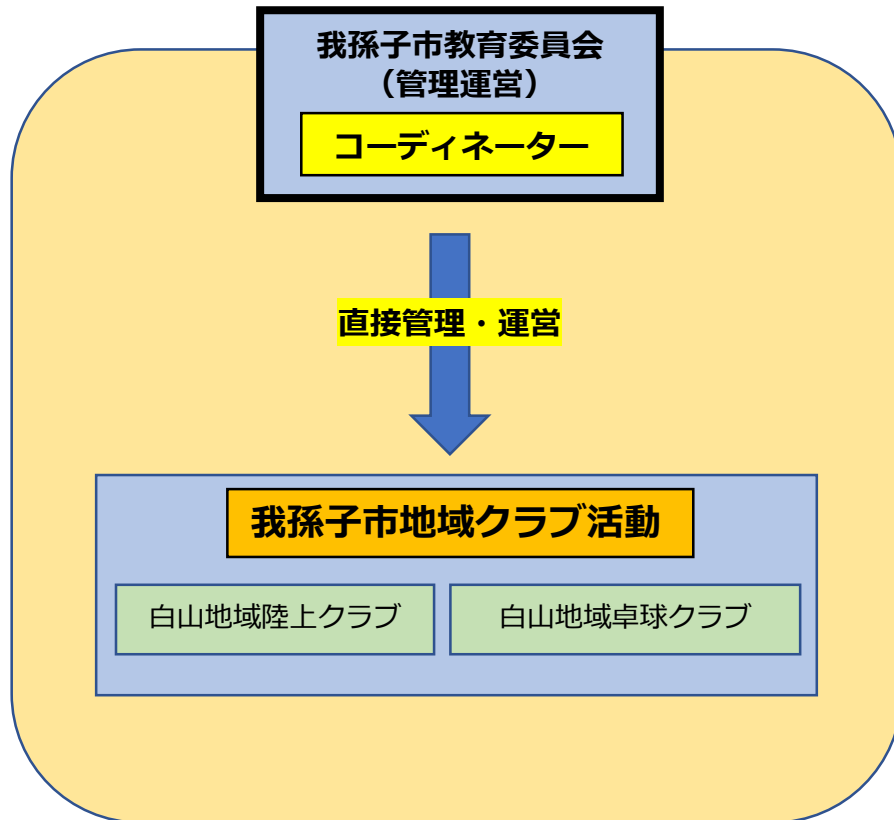 我孫子市教育委員会
（管理運営）
コーディネーター
直接管理・運営
我孫子市地域クラブ活動
白山地域陸上クラブ
白山地域卓球クラブ